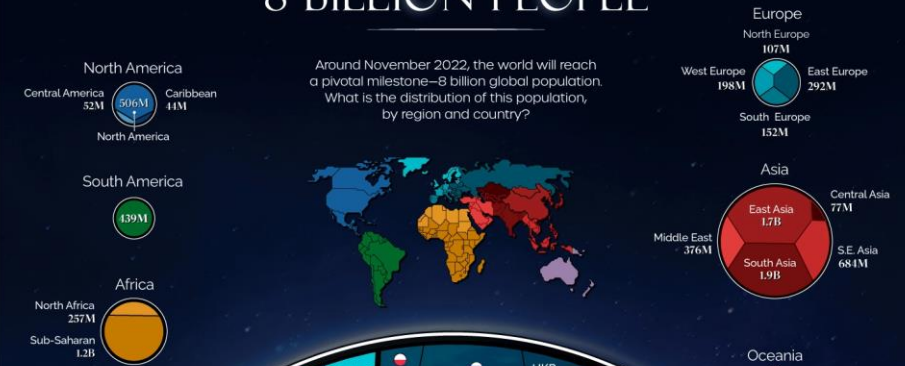 8 BILLION PEOPLE
Around November 2022, the world will reach
a pivotal milestone—8 billion global population.
What is the distribution of this population,
by region and country?
North America
Central America
52M
506M
Caribbean
44M
North America
South America
439M
Africa
North Africa
257M
Sub-Saharan
1.2B
Europe
North Europe
107M
West Europe
198M
East Europe
292M
South Europe
152M
Asia
Central Asia
77M
East Asia
1.7B
Middle East
376M
S.E. Asia
684M
South Asia
1.9B
Oceania